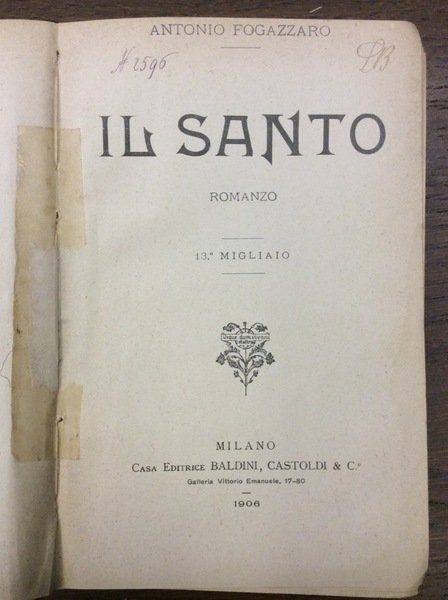 ANTONIO FOGAZZARO
N 2596
IL SANTO
ROMANZO
13.º MIGLIAIO
MILANO
CASA EDITRICE BALDINI, CASTOLDI & C.º
Galleria Vittorio Emanuele, 17-80
1906